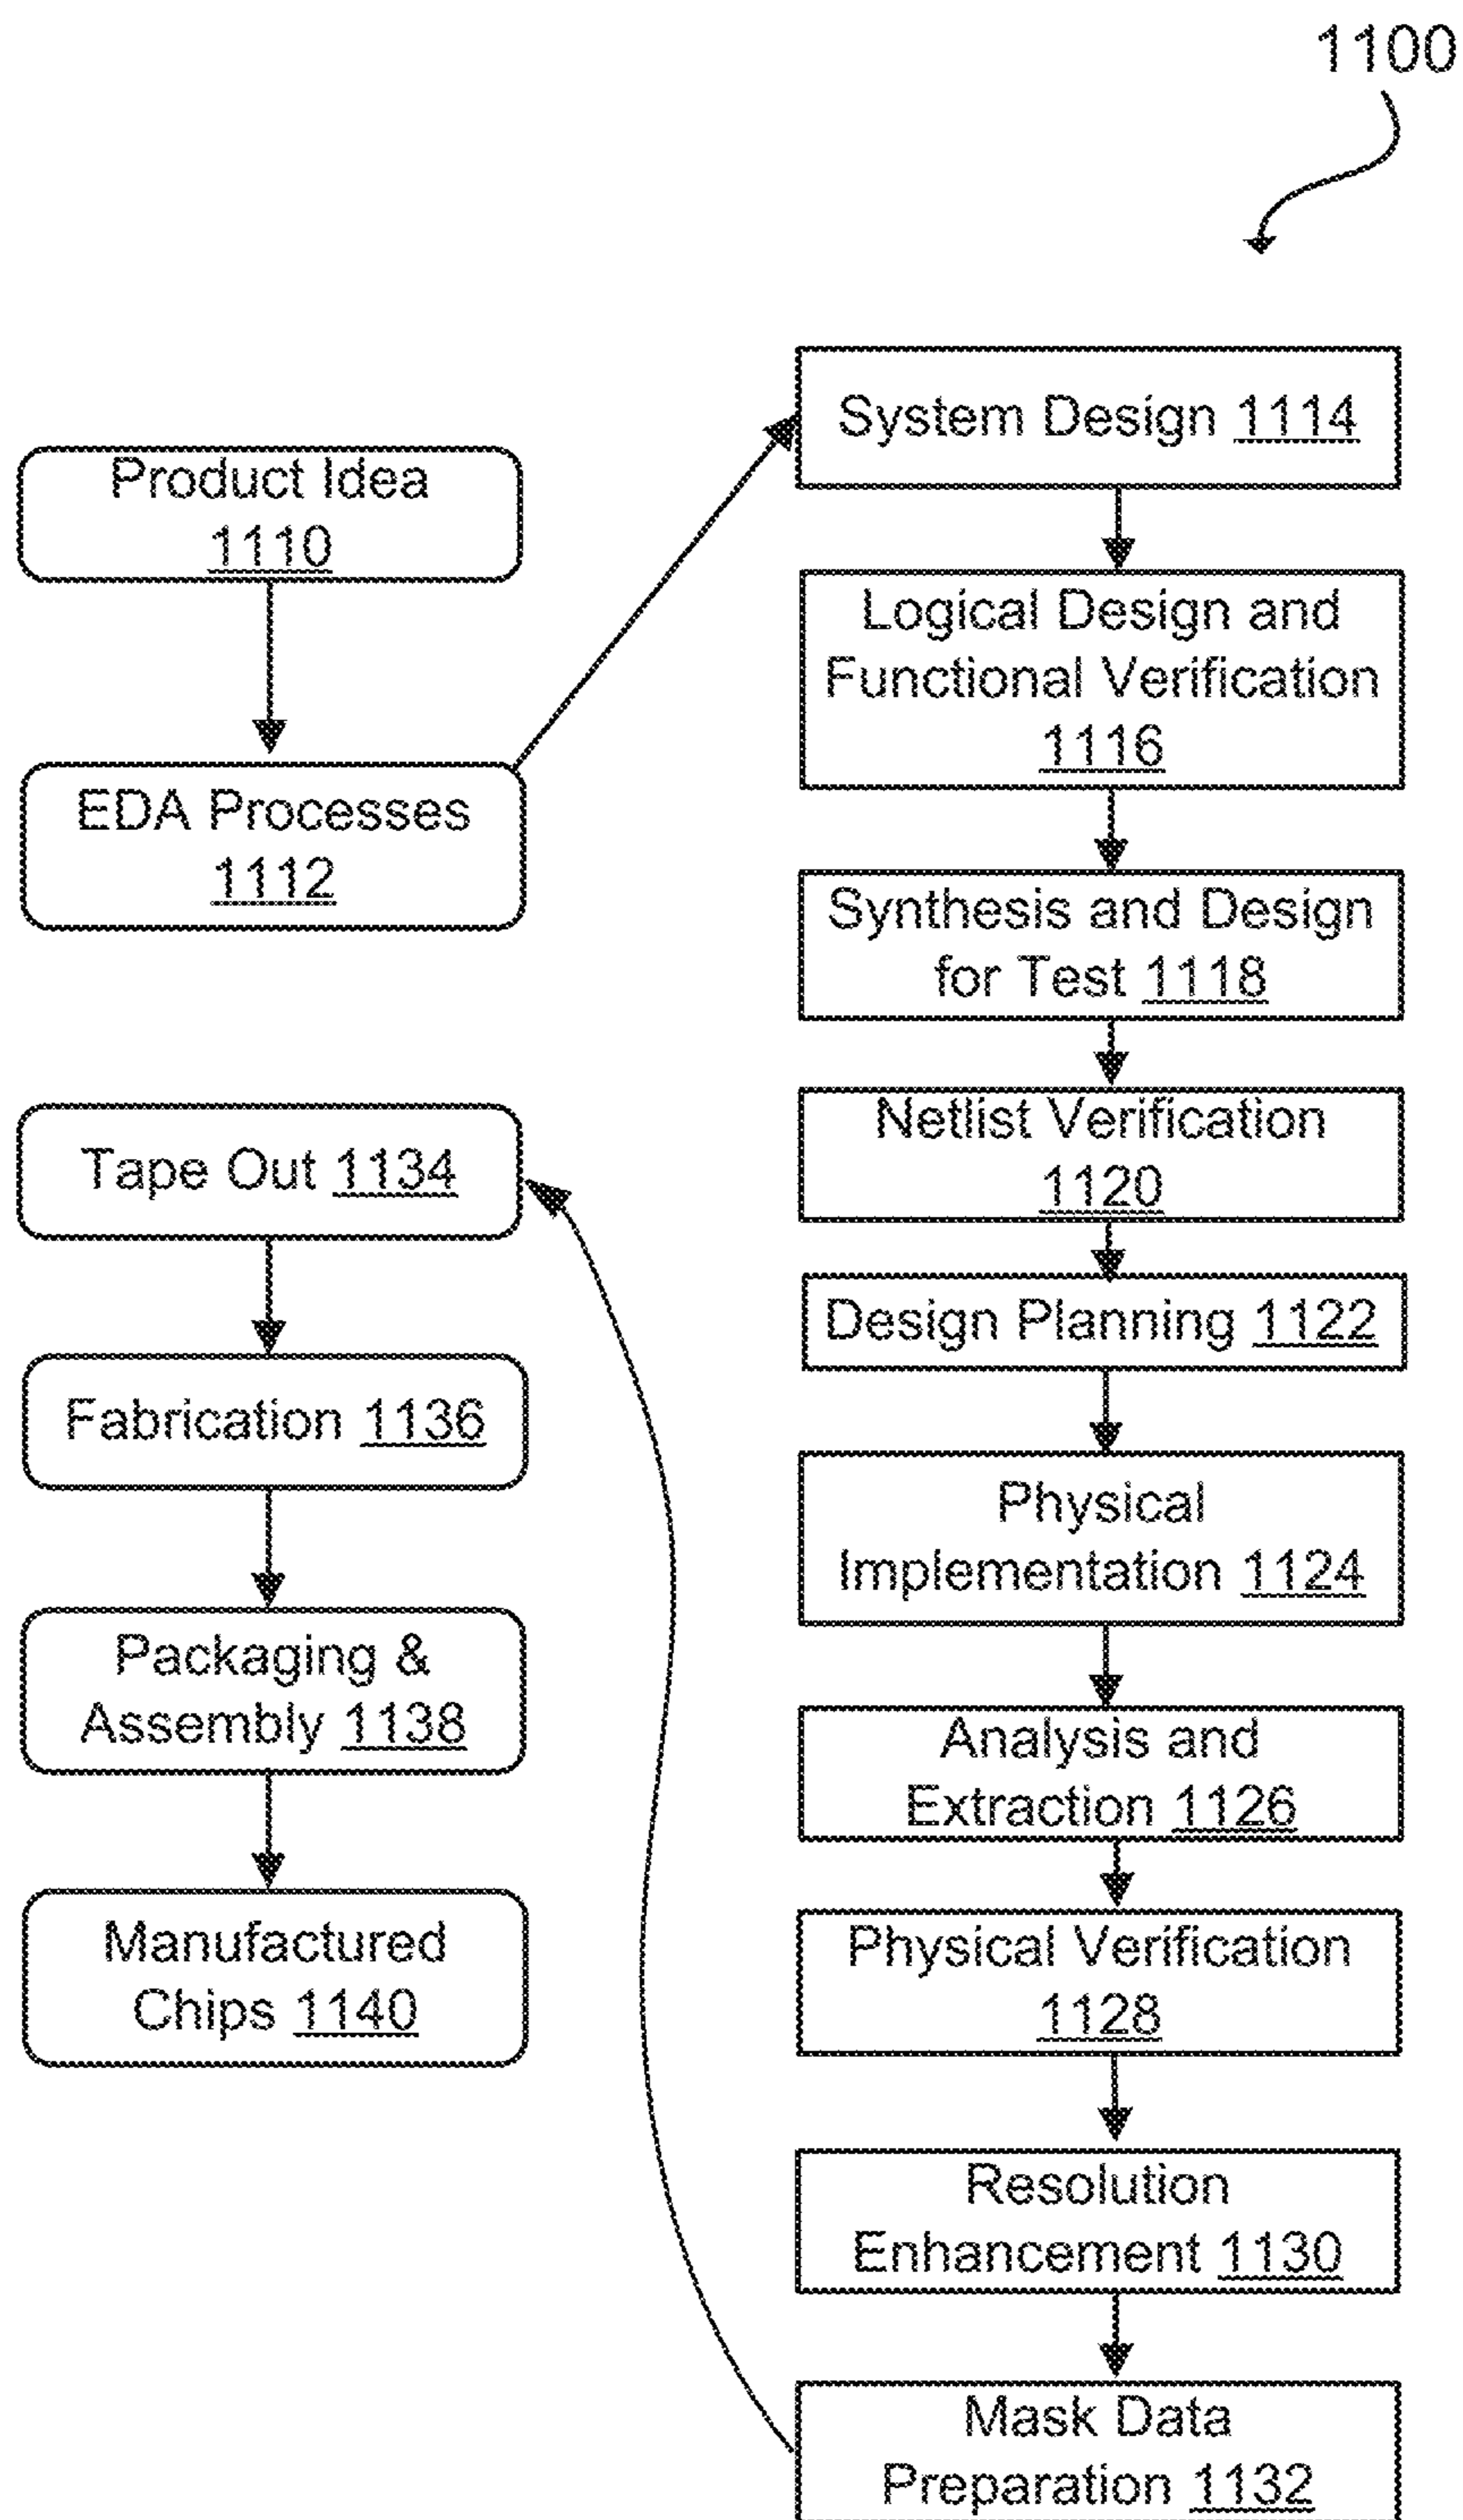 1100
Product Idea
1110
EDA Processes
1112
System Design 1114
Logical Design and
Functional Verification
1116
Synthesis and Design
for Test 1118
Netlist Verification
1120
Design Planning 1122
Physical
Implementation 1124
Analysis and
Extraction 1126
Physical Verification
1128
Resolution
Enhancement 1130
Mask Data
Preparation 1132
Tape Out 1134
Fabrication 1136
Packaging &
Assembly 1138
Manufactured
Chips 1140